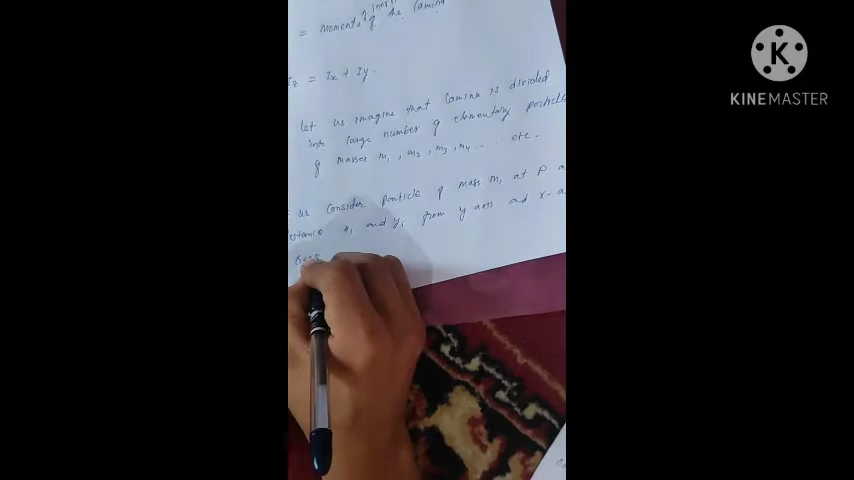 of inertia
= moments of the lamina
Iz = Ix + Iy.
Let us imagine that lamina is divided
into large number of elementary particles
of masses m1, m2, m3, m4 .. etc.
us consider particle of mass m1 at P a
distance x1 and y1 from y axis and x- a
K
KINEMASTER